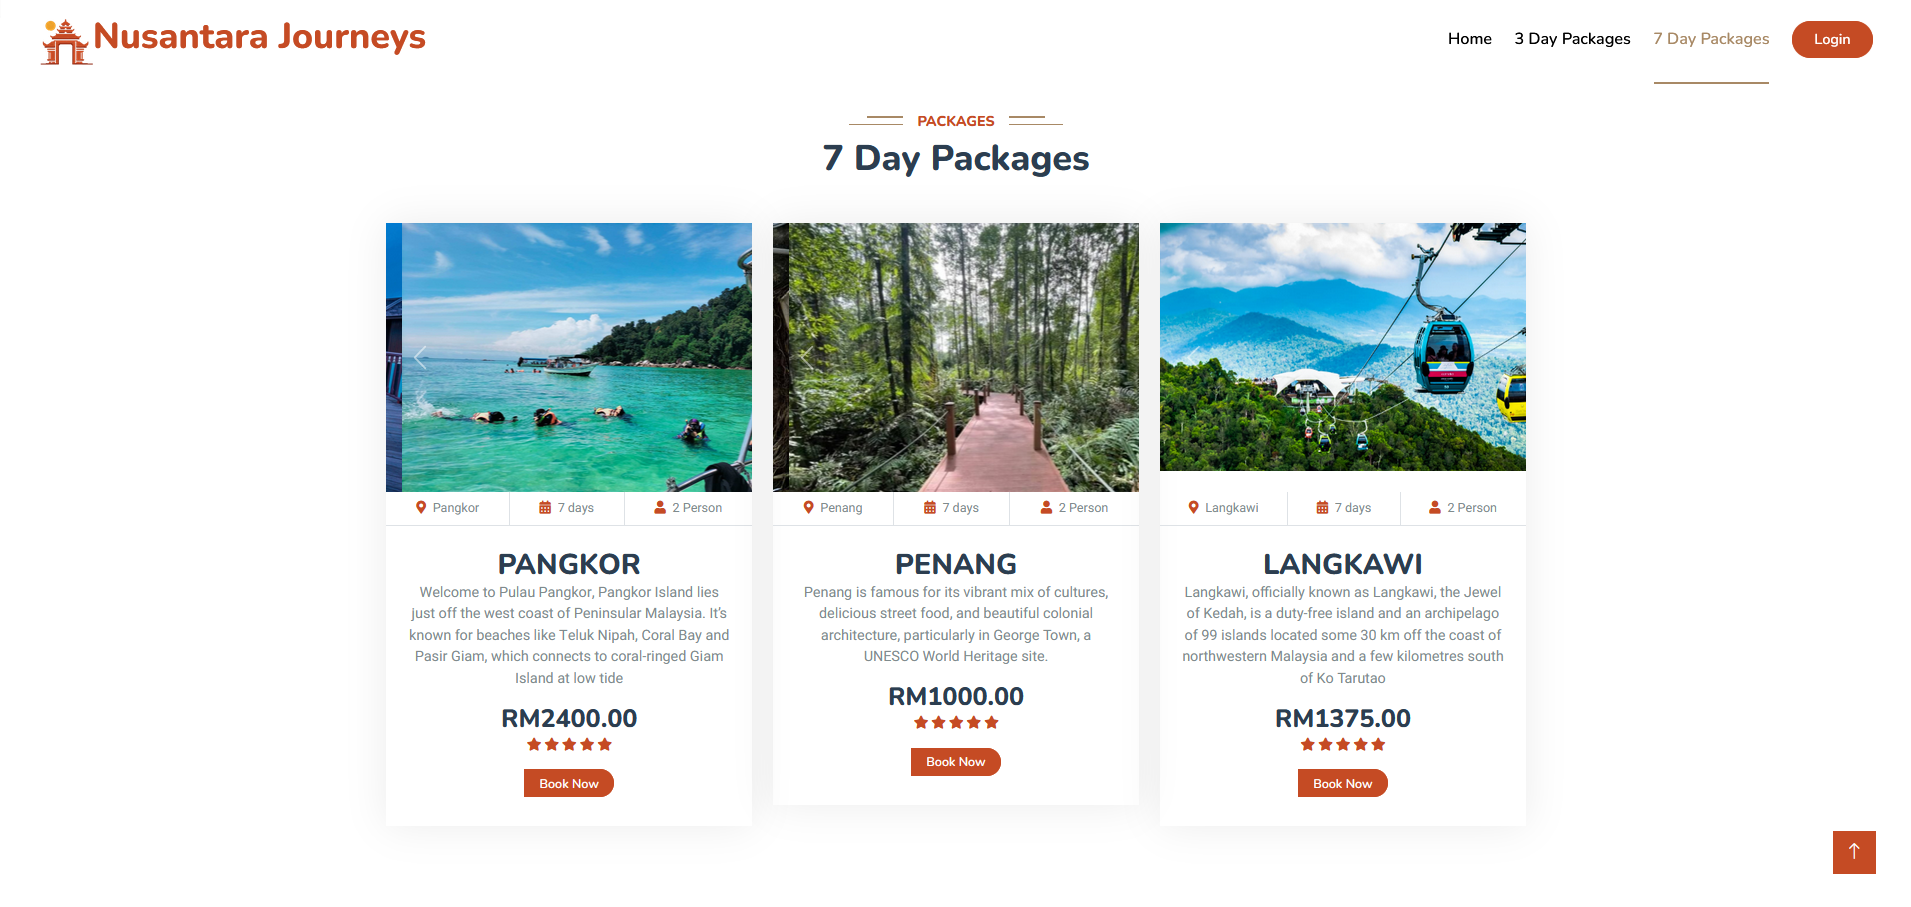 Nusantara Journeys
Home
3 Day Packages
7 Day Packages
Login
PACKAGES
7 Day Packages
Pangkor
7 days
2 Person
PANGKOR
Welcome to Pulau Pangkor, Pangkor Island lies
just off the west coast of Peninsular Malaysia. It's
known for beaches like Teluk Nipah, Coral Bay and
Pasir Giam, which connects to coral-ringed Giam
Island at low tide
RM2400.00
Book Now
Penang
7 days
2 Person
PENANG
Penang is famous for its vibrant mix of cultures,
delicious street food, and beautiful colonial
architecture, particularly in George Town, a
UNESCO World Heritage site.
RM1000.00
Book Now
Langkawi
7 days
2 Person
LANGKAWI
Langkawi, officially known as Langkawi, the Jewel
of Kedah, is a duty-free island and an archipelago
of 99 islands located some 30 km off the coast of
northwestern Malaysia and a few kilometres south
of Ko Tarutao
RM1375.00
Book Now